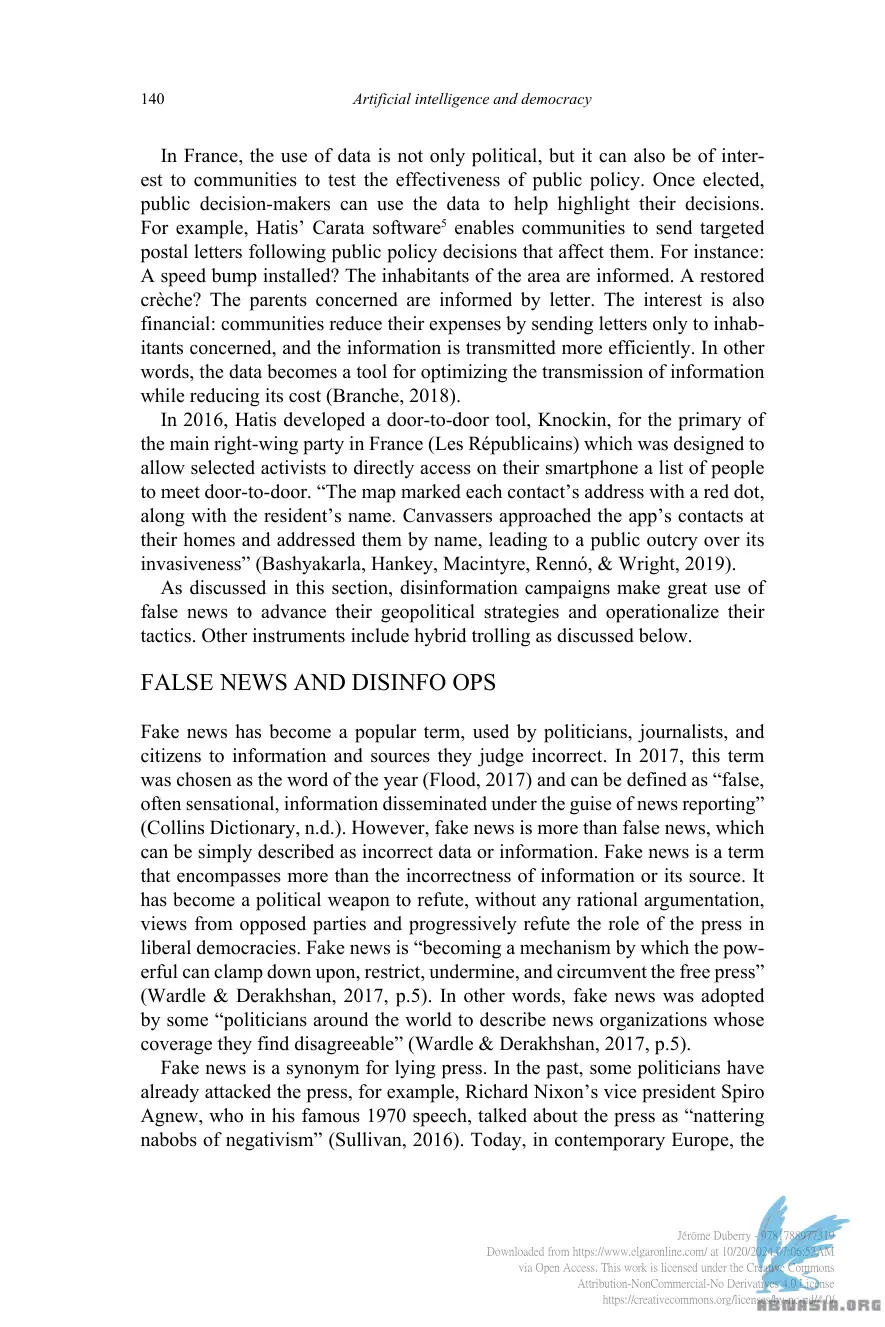 140 Artificial intelligence and democracy
In France, the use of data is not only political, but it can also be of inter-
est to communities to test the effectiveness of public policy. Once elected,
public decision-makers can use the data to help highlight their decisions.
For example, Hatis’ Carata software5 enables communities to send targeted
postal letters following public policy decisions that affect them. For instance:
A speed bump installed? The inhabitants of the area are informed. A restored
crèche? The parents concerned are informed by letter. The interest is also
financial: communities reduce their expenses by sending letters only to inhab-
itants concerned, and the information is transmitted more efficiently. In other
words, the data becomes a tool for optimizing the transmission of information
while reducing its cost (Branche, 2018).
In 2016, Hatis developed a door-to-door tool, Knockin, for the primary of
the main right-wing party in France (Les Républicains) which was designed to
allow selected activists to directly access on their smartphone a list of people
to meet door-to-door. “The map marked each contact’s address with a red dot,
along with the resident’s name. Canvassers approached the app’s contacts at
their homes and addressed them by name, leading to a public outcry over its
invasiveness” (Bashyakarla, Hankey, Macintyre, Rennó, & Wright, 2019).
As discussed in this section, disinformation campaigns make great use of
false news to advance their geopolitical strategies and operationalize their
tactics. Other instruments include hybrid trolling as discussed below.
FALSE NEWS AND DISINFO OPS
Fake news has become a popular term, used by politicians, journalists, and
citizens to information and sources they judge incorrect. In 2017, this term
was chosen as the word of the year (Flood, 2017) and can be defined as “false,
often sensational, information disseminated under the guise of news reporting”
(Collins Dictionary, n.d.). However, fake news is more than false news, which
can be simply described as incorrect data or information. Fake news is a term
that encompasses more than the incorrectness of information or its source. It
has become a political weapon to refute, without any rational argumentation,
views from opposed parties and progressively refute the role of the press in
liberal democracies. Fake news is “becoming a mechanism by which the pow-
erful can clamp down upon, restrict, undermine, and circumvent the free press”
(Wardle & Derakhshan, 2017, p.5). In other words, fake news was adopted
by some “politicians around the world to describe news organizations whose
coverage they find disagreeable” (Wardle & Derakhshan, 2017, p.5).
Fake news is a synonym for lying press. In the past, some politicians have
already attacked the press, for example, Richard Nixon’s vice president Spiro
Agnew, who in his famous 1970 speech, talked about the press as “nattering
nabobs of negativism” (Sullivan, 2016). Today, in contemporary Europe, the
Jérôme Duberry - 9781788977319
Downloaded from https://www.elgaronline.com/ at 10/20/2024 07:06:52AM
via Open Access. This work is licensed under the Creative Commons
Attribution-NonCommercial-No Derivatives 4.0 License
https://creativecommons.org/licenses/by-nc-nd/4.0/
ABWASIA.ORG